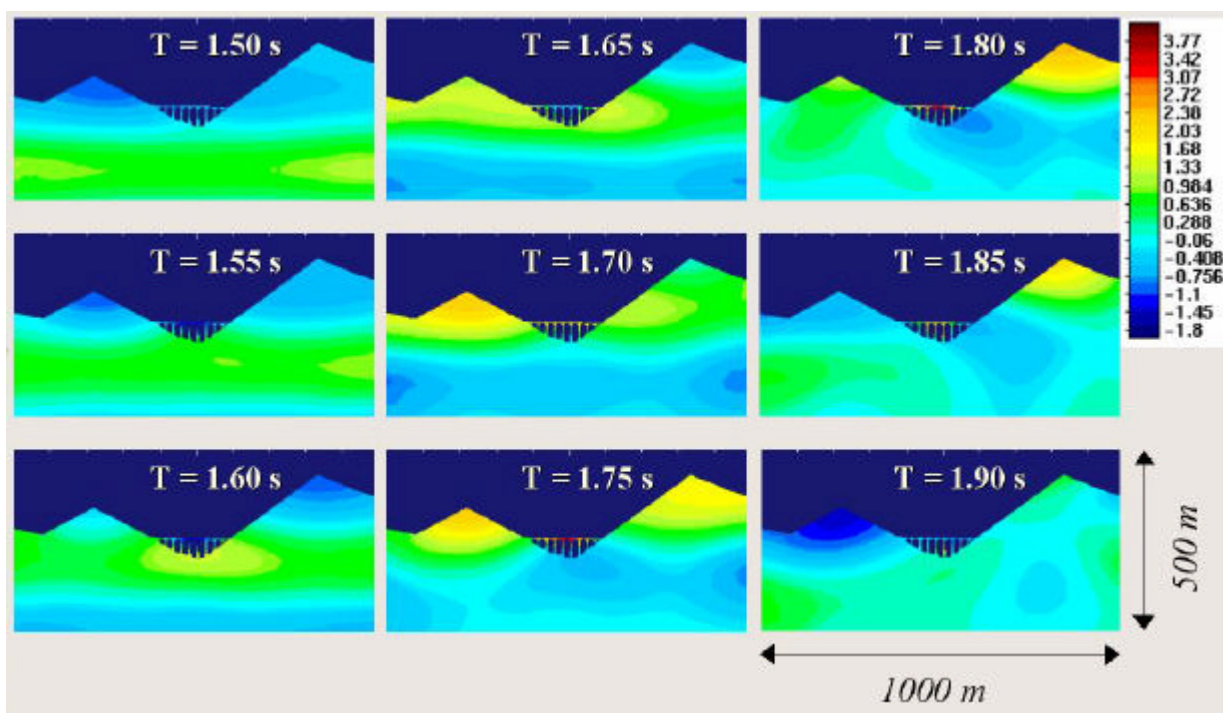 T = 1.50 s
T = 1.65 s
T = 1.80 s
3.77
3.42
3.07
2.72
2.38
2.03
1.68
1.33
0.984
0.636
0.288
-0.06
-0.408
-0.756
-1.1
-1.45
-1.8
T = 1.55 s
T = 1.70 s
T = 1.85 s
T = 1.60 s
T = 1.75 s
T = 1.90 s
500 m
1000 m